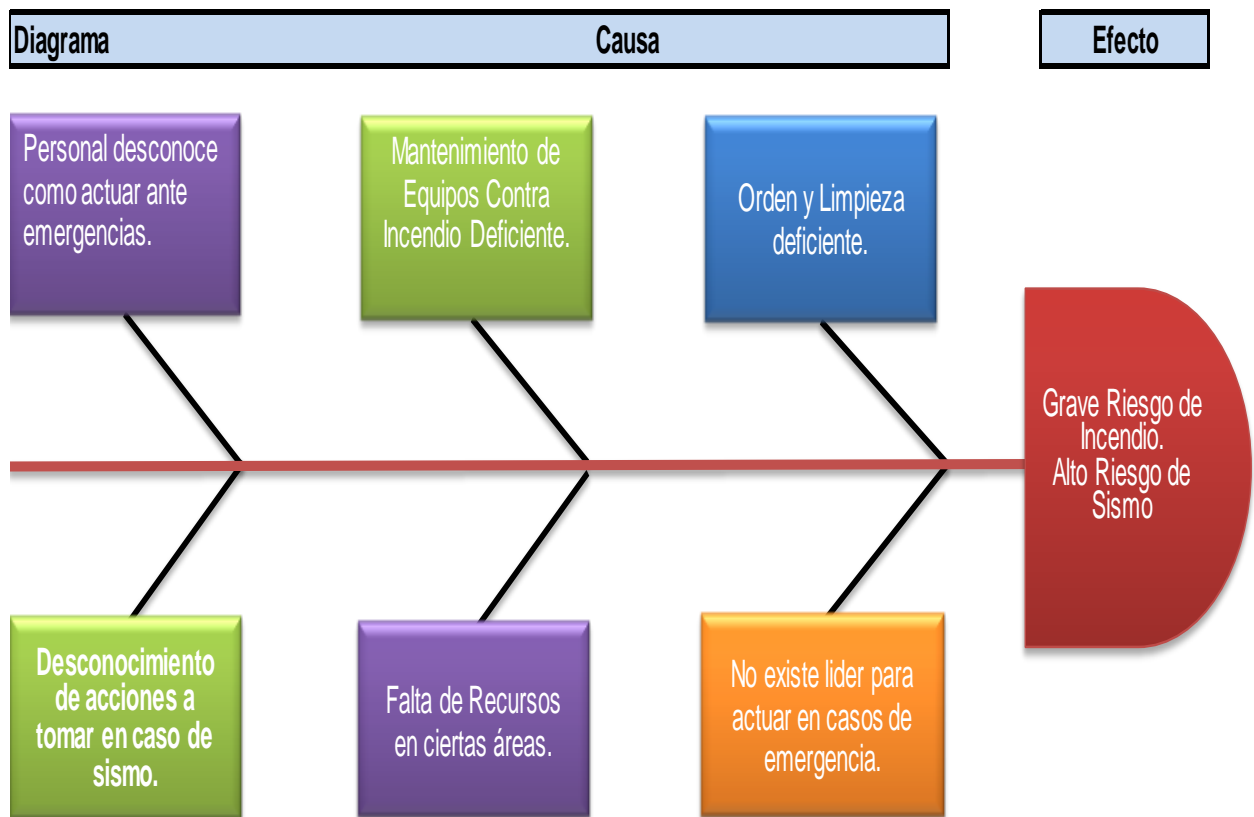 Diagrama Causa Efecto
Personal desconoce
como actuar ante
emergencias.
Mantenimiento de
Equipos Contra
Incendio Deficiente.
Orden y Limpieza
deficiente.
Grave Riesgo de
Incendio.
Alto Riesgo de
Sismo
Desconocimiento
de acciones a
tomar en caso de
sismo.
Falta de Recursos
en ciertas áreas.
No existe lider para
actuar en casos de
emergencia.